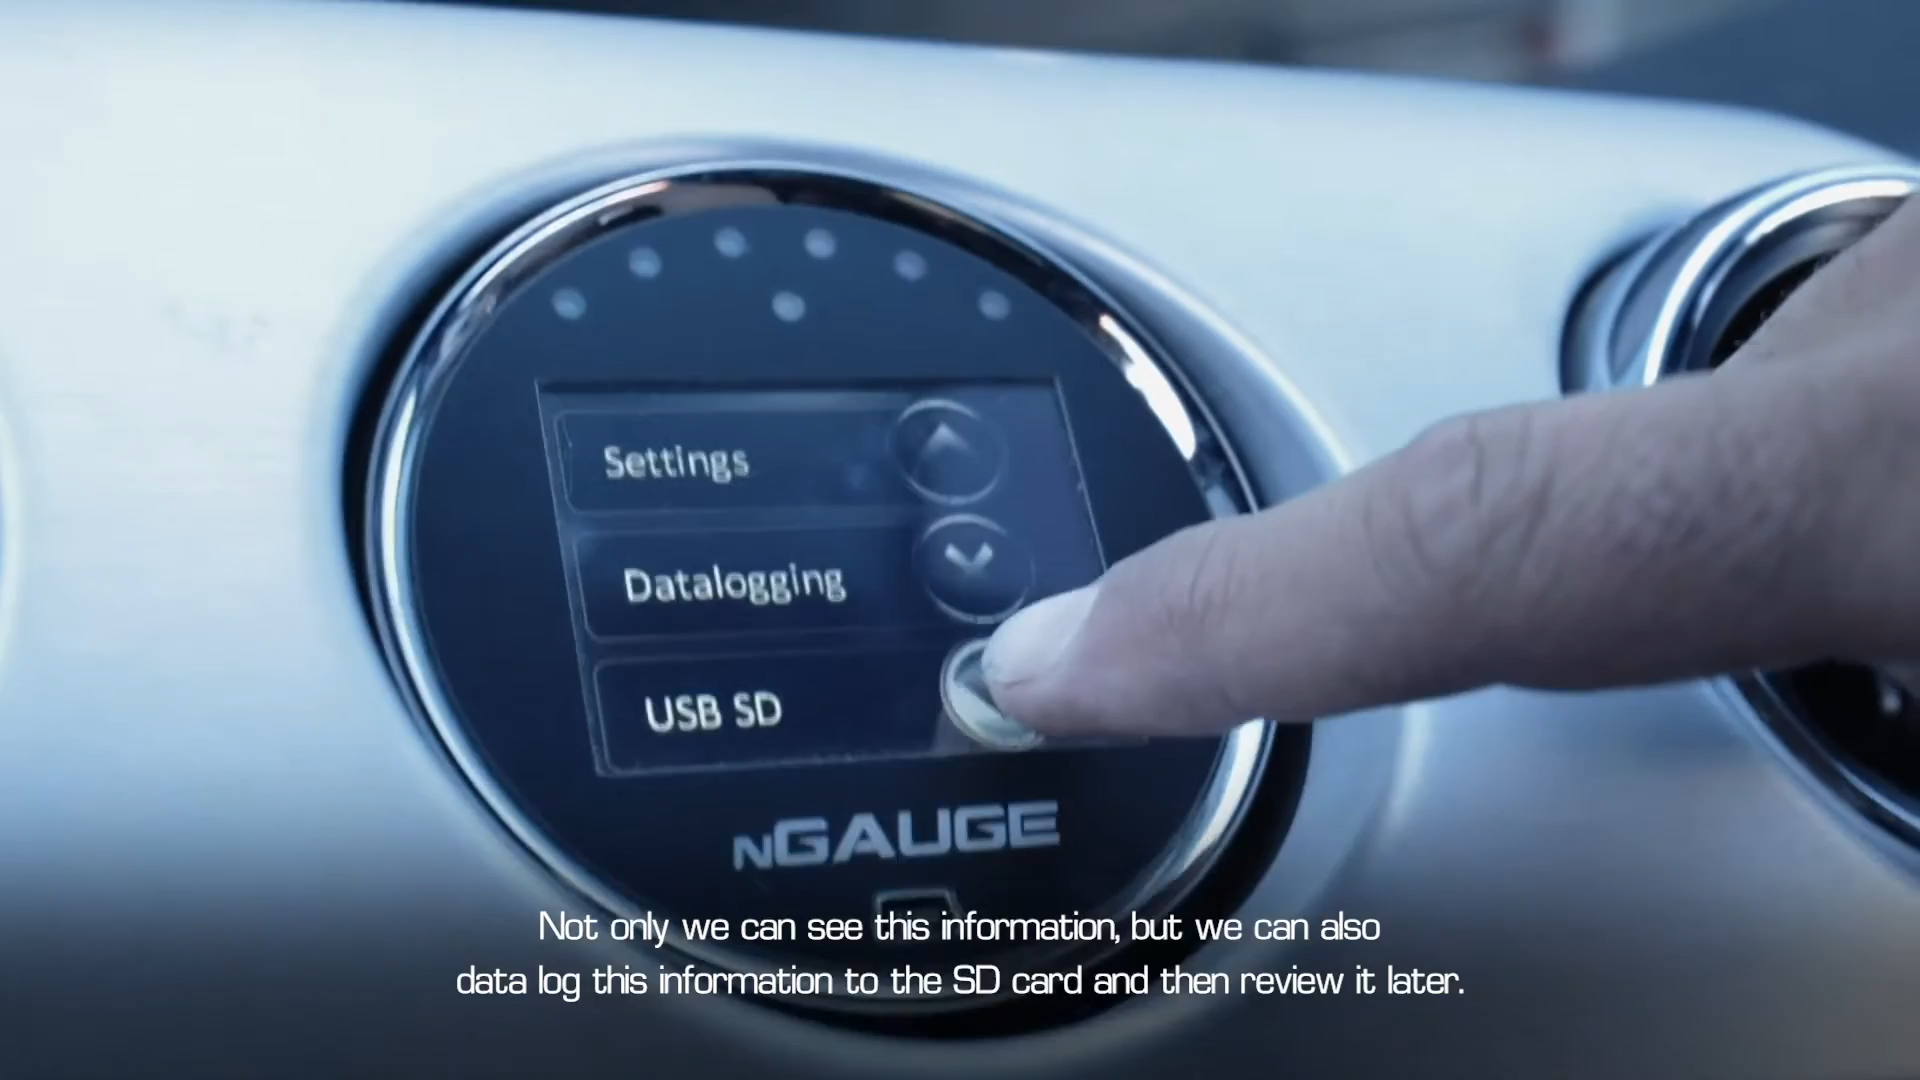 Settings
Datalogging
USB SD
nGAUGE
Not only we can see this information, but we can also
data log this information to the SD card and then review it later.